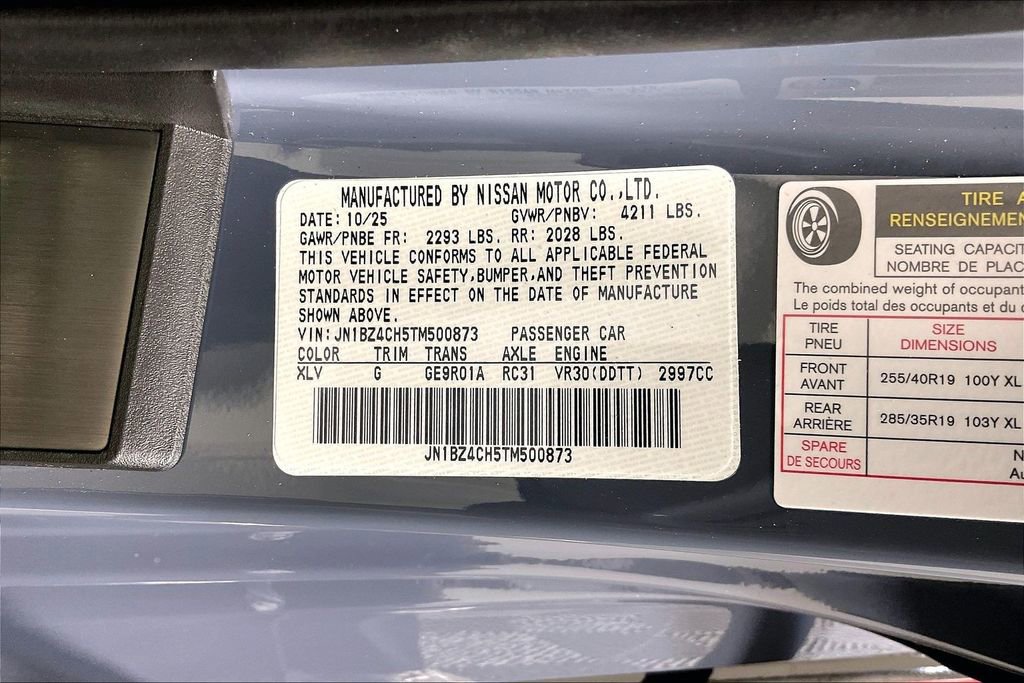 MANUFACTURED BY NISSAN MOTOR CO.,LTD.
DATE: 10/25 GVWR/PNBV: 4211 LBS.
GAWR/PNBE FR: 2293 LBS. RR: 2028 LBS.
THIS VEHICLE CONFORMS TO ALL APPLICABLE FEDERAL
MOTOR VEHICLE SAFETY,BUMPER,AND THEFT PREVENTION
STANDARDS IN EFFECT ON THE DATE OF MANUFACTURE
SHOWN ABOVE.
VIN: JN1BZ4CH5TM500873 PASSENGER CAR
COLOR TRIM TRANS AXLE ENGINE
XLV G GE9R01A RC31 VR30(DDTT) 2997CC
JN1BZ4CH5TM500873
TIRE A
RENSEIGNEMEN
SEATING CAPACIT
NOMBRE DE PLAC
The combined weight of occupant
Le poids total des occupants et du
TIRE
PNEU
SIZE
DIMENSIONS
FRONT
AVANT
255/40R19 100Y XL
REAR
ARRIÈRE
285/35R19 103Y XL
SPARE
DE SECOURS
N
Au